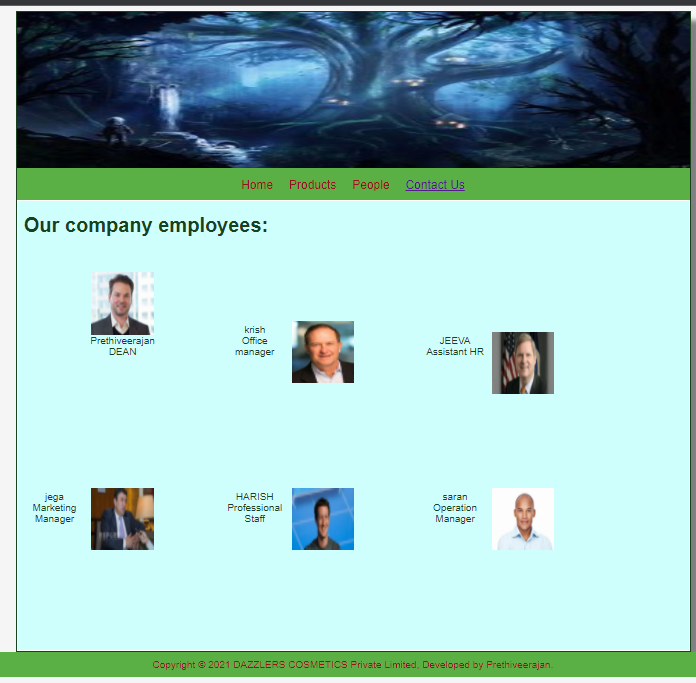 Home Products People Contact Us
Our company employees:
Prethiveerajan
DEAN
krish
Office
manager
JEEVA
Assistant HR
jega
Marketing
Manager
HARISH
Professional
Staff
saran
Operation
Manager
Copyright © 2021 DAZZLERS COSMETICS Private Limited, Developed by Prethiveerajan.